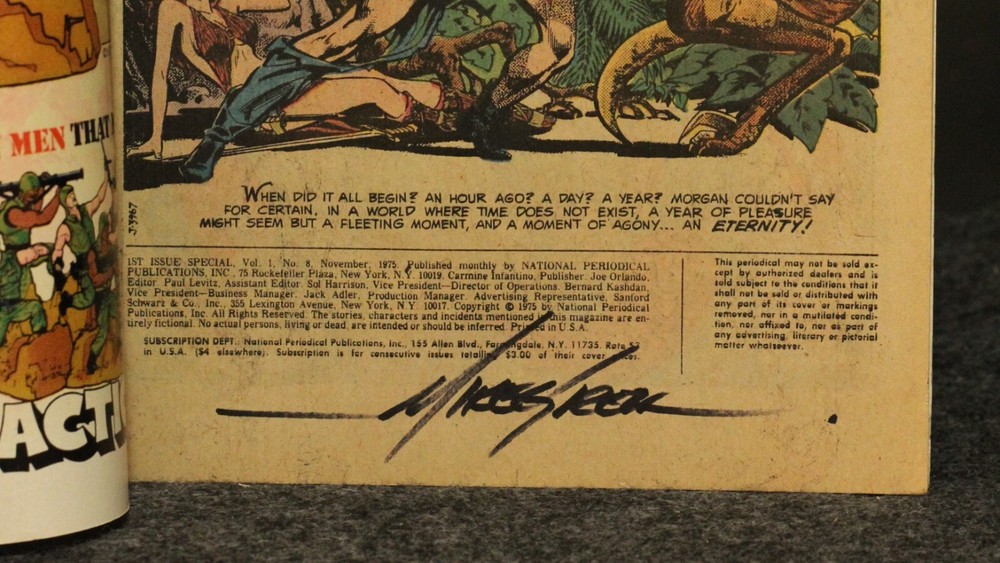 MEN THAT
ACT
J-3967
WHEN DID IT ALL BEGIN? AN HOUR AGO? A DAY? A YEAR? MORGAN COULDN'T SAY
FOR CERTAIN. IN A WORLD WHERE TIME DOES NOT EXIST, A YEAR OF PLEASURE
MIGHT SEEM BUT A FLEETING MOMENT, AND A MOMENT OF AGONY... AN ETERNITY!
1ST ISSUE SPECIAL, Vol. 1, No. 8, November, 1975. Published monthly by NATIONAL PERIODICAL
PUBLICATIONS, INC., 75 Rockefeller Plaza, New York, N.Y. 10019. Carmine Infantino, Publisher. Joe Orlando,
Editor. Paul Levitz, Assistant Editor. Sol Harrison, Vice President—Director of Operations. Bernard Kashdan,
Vice President—Business Manager. Jack Adler, Production Manager. Advertising Representative, Sanford
Schwarz & Co., Inc., 355 Lexington Avenue, New York, N.Y. 10017. Copyright © 1975 by National Periodical
Publications, Inc. All Rights Reserved. The stories, characters and incidents mentioned in this magazine are en-
tirely fictional. No actual persons, living or dead, are intended or should be inferred. Printed in U.S.A.
SUBSCRIPTION DEPT.: National Periodical Publications, Inc., 155 Allen Blvd., Farmingdale, N.Y. 11735. Rate $3
in U.S.A. ($4 elsewhere). Subscription is for consecutive issues totalling $3.00 of their cover prices.
This periodical may not be sold ex-
cept by authorized dealers and is
sold subject to the conditions that it
shall not be sold or distributed with
any part of its cover or markings
removed, nor in a mutilated condi-
tion, nor affixed to, nor as part of
any advertising, literary or pictorial
matter whatsoever.
MIKE GRELL